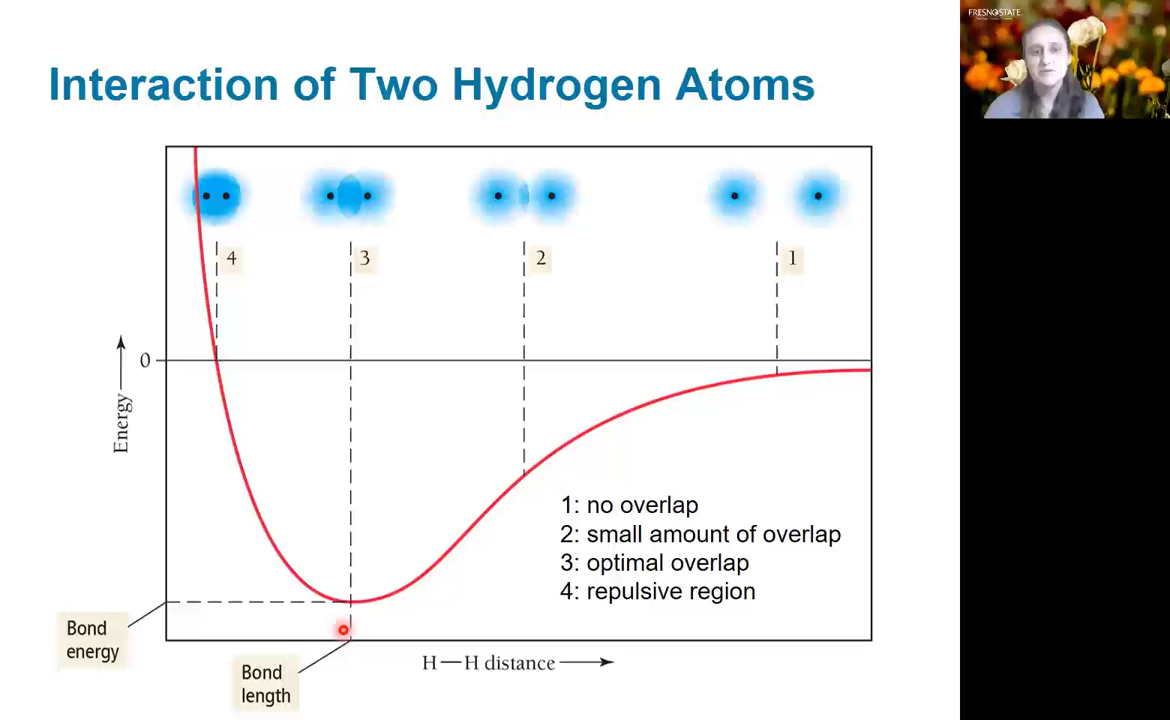 FRESNO STATE
Interaction of Two Hydrogen Atoms
4
3
2
1
0
Energy
1: no overlap
2: small amount of overlap
3: optimal overlap
4: repulsive region
Bond
energy
Bond
length
H—H distance